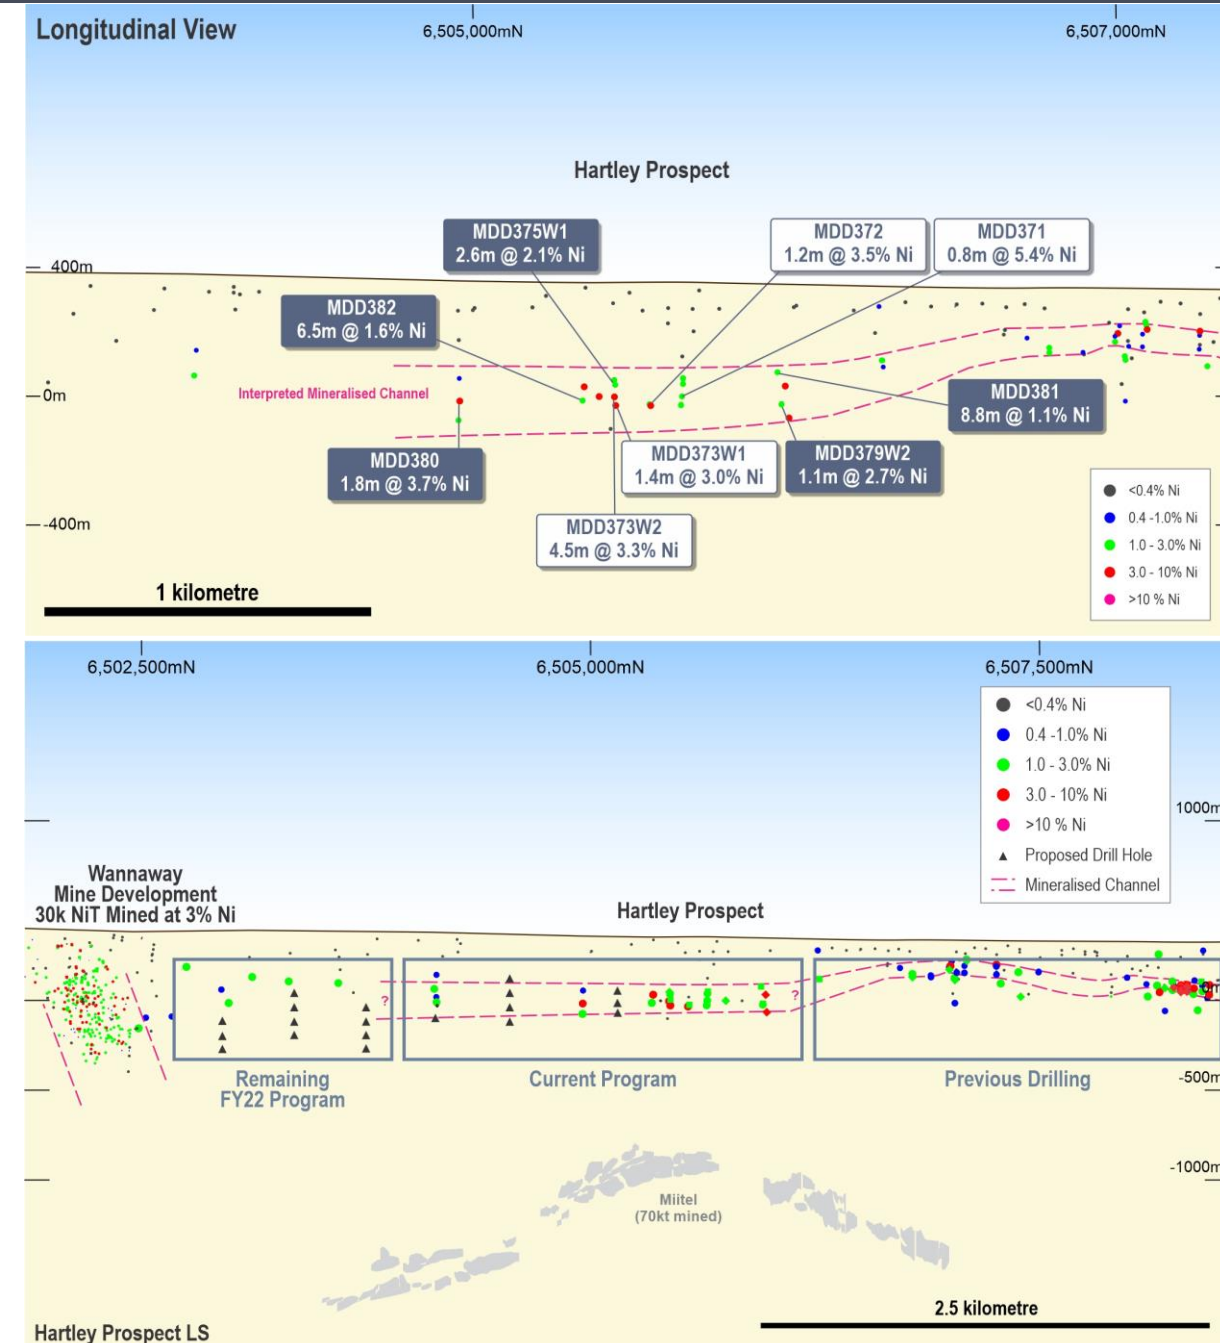 Longitudinal View
6,505,000mN
6,507,000mN
Hartley Prospect
MDD375W1
2.6m @ 2.1% Ni
MDD372
1.2m @ 3.5% Ni
MDD371
0.8m @ 5.4% Ni
400m
MDD382
6.5m @ 1.6% Ni
0m
Interpreted Mineralised Channel
MDD381
8.8m @ 1.1% Ni
MDD380
1.8m @ 3.7% Ni
MDD373W1
1.4m @ 3.0% Ni
MDD379W2
1.1m @ 2.7% Ni
-400m
MDD373W2
4.5m @ 3.3% Ni
<0.4% Ni
0.4 -1.0% Ni
1.0 - 3.0% Ni
3.0 - 10% Ni
>10 % Ni
1 kilometre
6,502,500mN
6,505,000mN
6,507,500mN
<0.4% Ni
0.4 -1.0% Ni
1.0 - 3.0% Ni
3.0 - 10% Ni
>10 % Ni
Proposed Drill Hole
Mineralised Channel
1000m
Wannaway
Mine Development
30k NiT Mined at 3% Ni
Hartley Prospect
?
?
0m
Remaining
FY22 Program
Current Program
Previous Drilling
-500m
-1000m
Miitel
(70kt mined)
2.5 kilometre
Hartley Prospect LS